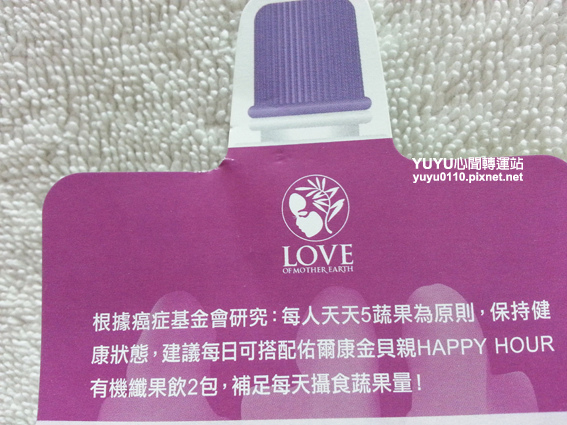 YUYU心聞轉運站
yuyu0110.pixnet.net
LOVE
OF MOTHER EARTH
根據癌症基金會研究：每人天天5蔬果為原則，保持健
康狀態，建議每日可搭配佑爾康金貝親HAPPY HOUR
有機纖果飲2包，補足每天攝食蔬果量！